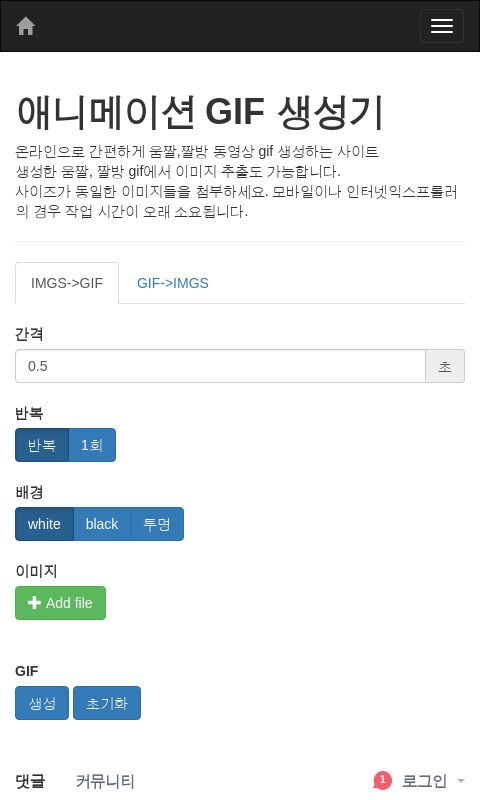 애니메이션 GIF 생성기
온라인으로 간편하게 움짤,짤방 동영상 gif 생성하는 사이트
생성한 움짤, 짤방 gif에서 이미지 추출도 가능합니다.
사이즈가 동일한 이미지들을 첨부하세요. 모바일이나 인터넷익스프롤러
의 경우 작업 시간이 오래 소요됩니다.
IMGS->GIF GIF->IMGS
간격
0.5 초
반복
반복 1회
배경
white black 투명
이미지
Add file
GIF
생성 초기화
댓글 커뮤니티 1 로그인